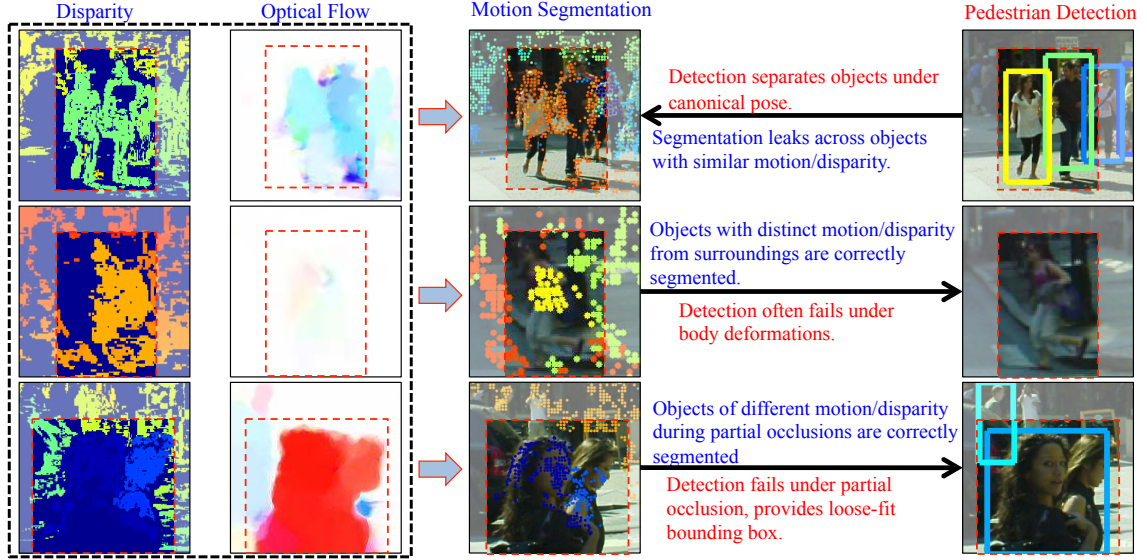 Disparity
Optical Flow
Motion Segmentation
Pedestrian Detection
Detection separates objects under
canonical pose.
Segmentation leaks across objects
with similar motion/disparity.
Objects with distinct motion/disparity
from surroundings are correctly
segmented.
Detection often fails under
body deformations.
Objects of different motion/disparity
during partial occlusions are correctly
segmented
Detection fails under partial
occlusion, provides loose-fit
bounding box.